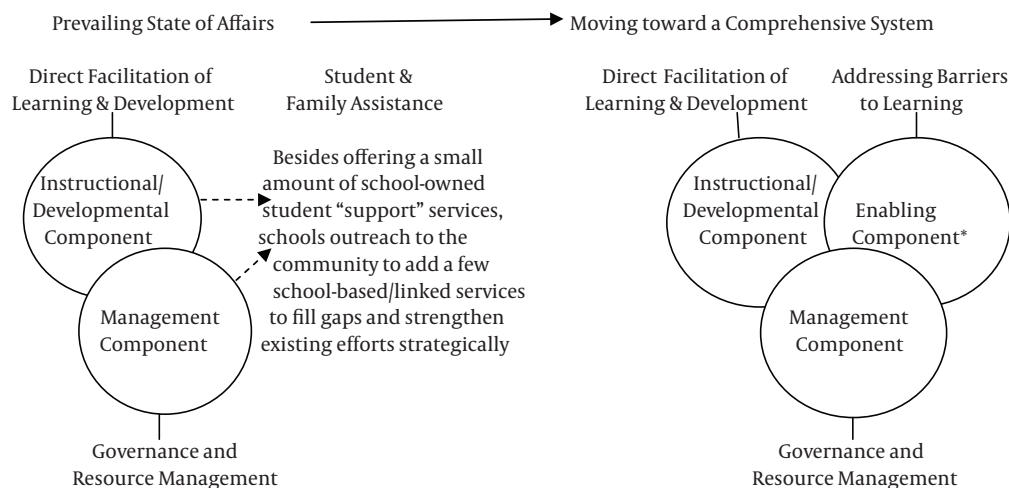 Prevailing State of Affairs
Moving toward a Comprehensive System
Direct Facilitation of
Learning & Development
Student &
Family Assistance
Instructional/
Developmental
Component
Besides offering a small
amount of school-owned
student “support” services,
schools outreach to the
community to add a few
school-based/linked services
to fill gaps and strengthen
existing efforts strategically
Management
Component
Governance and
Resource Management
Direct Facilitation of
Learning & Development
Addressing Barriers
to Learning
Instructional/
Developmental
Component
Enabling
Component*
Management
Component
Governance and
Resource Management